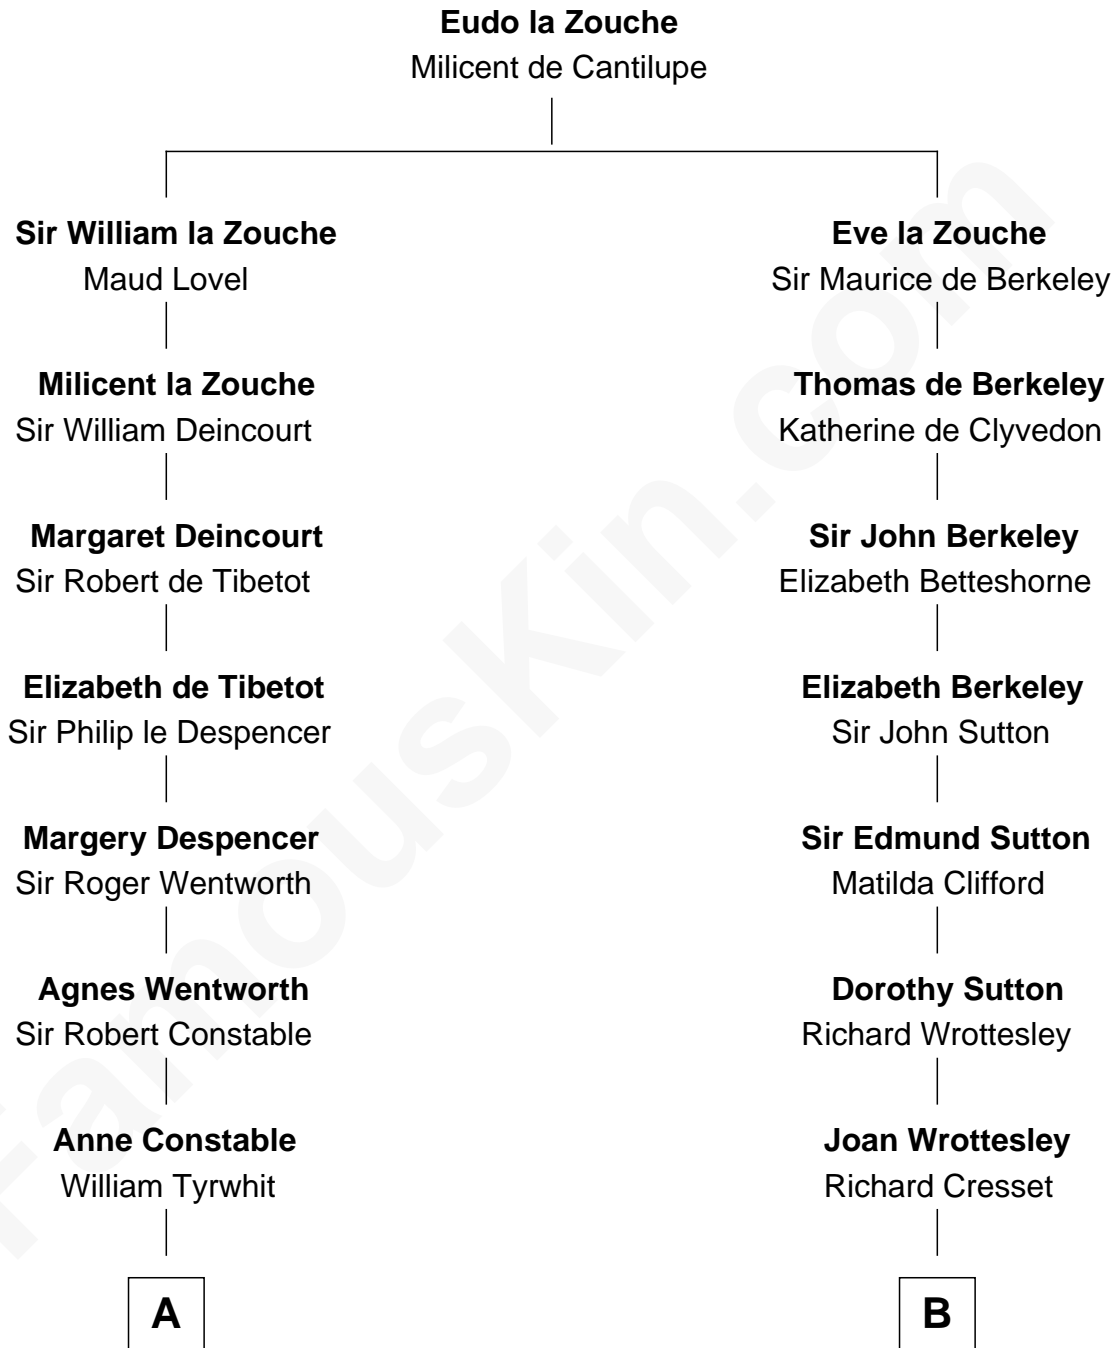 Eudo la Zouche
Milicent de Cantilupe
Sir William la Zouche
Maud Lovel
Milicent la Zouche
Sir William Deincourt
Margaret Deincourt
Sir Robert de Tibetot
Elizabeth de Tibetot
Sir Philip le Despencer
Margery Despencer
Sir Roger Wentworth
Agnes Wentworth
Sir Robert Constable
Anne Constable
William Tyrwhit
A
Eve la Zouche
Sir Maurice de Berkeley
Thomas de Berkeley
Katherine de Clyvedon
Sir John Berkeley
Elizabeth Betteshorne
Elizabeth Berkeley
Sir John Sutton
Sir Edmund Sutton
Matilda Clifford
Dorothy Sutton
Richard Wrottesley
Joan Wrottesley
Richard Cresset
B
FamousKin.com